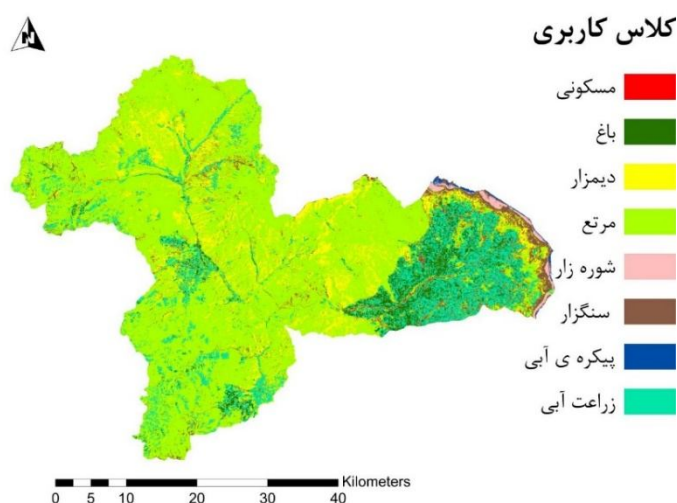 N
کلاس کاربری
مسکونی
باغ
دیمزار
مرتع
شوره زار
سنگزار
پیکره ی آبی
زراعت آبی
Kilometers
0 5 10 20 30 40